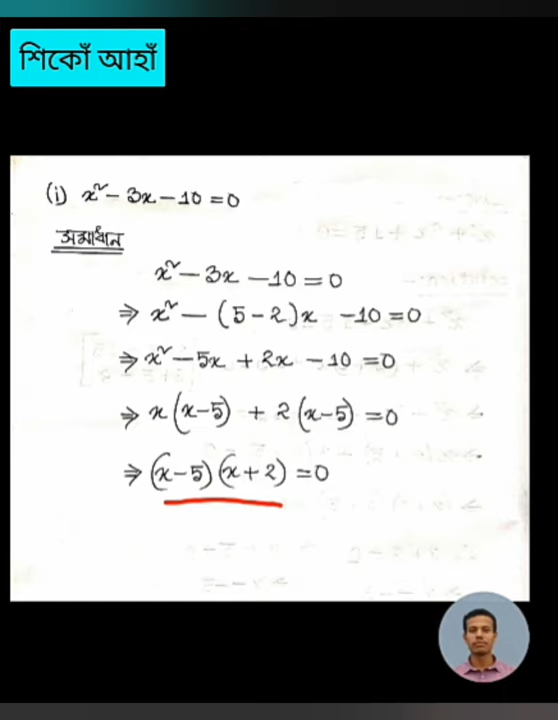 শিকোঁ আহাঁ
(i) x² - 3x - 10 = 0
সমাধান
x² - 3x - 10 = 0
⇒ x² - (5 - 2)x - 10 = 0
⇒ x² - 5x + 2x - 10 = 0
⇒ x(x-5) + 2(x-5) = 0
⇒ (x-5)(x+2) = 0